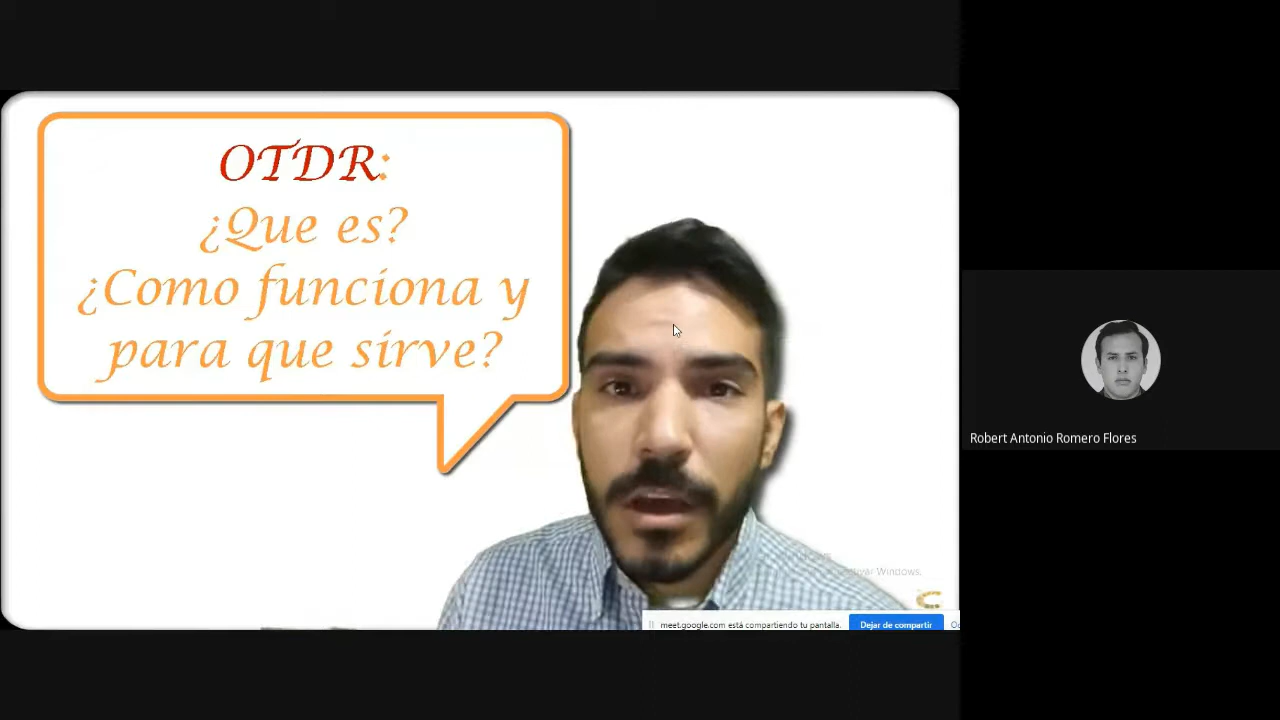 OTDR:
¿Que es?
¿Como funciona y
para que sirve?
Robert Antonio Romero Flores
Windows.
meet.google.com está compartiendo tu pantalla.
Dejar de compartir